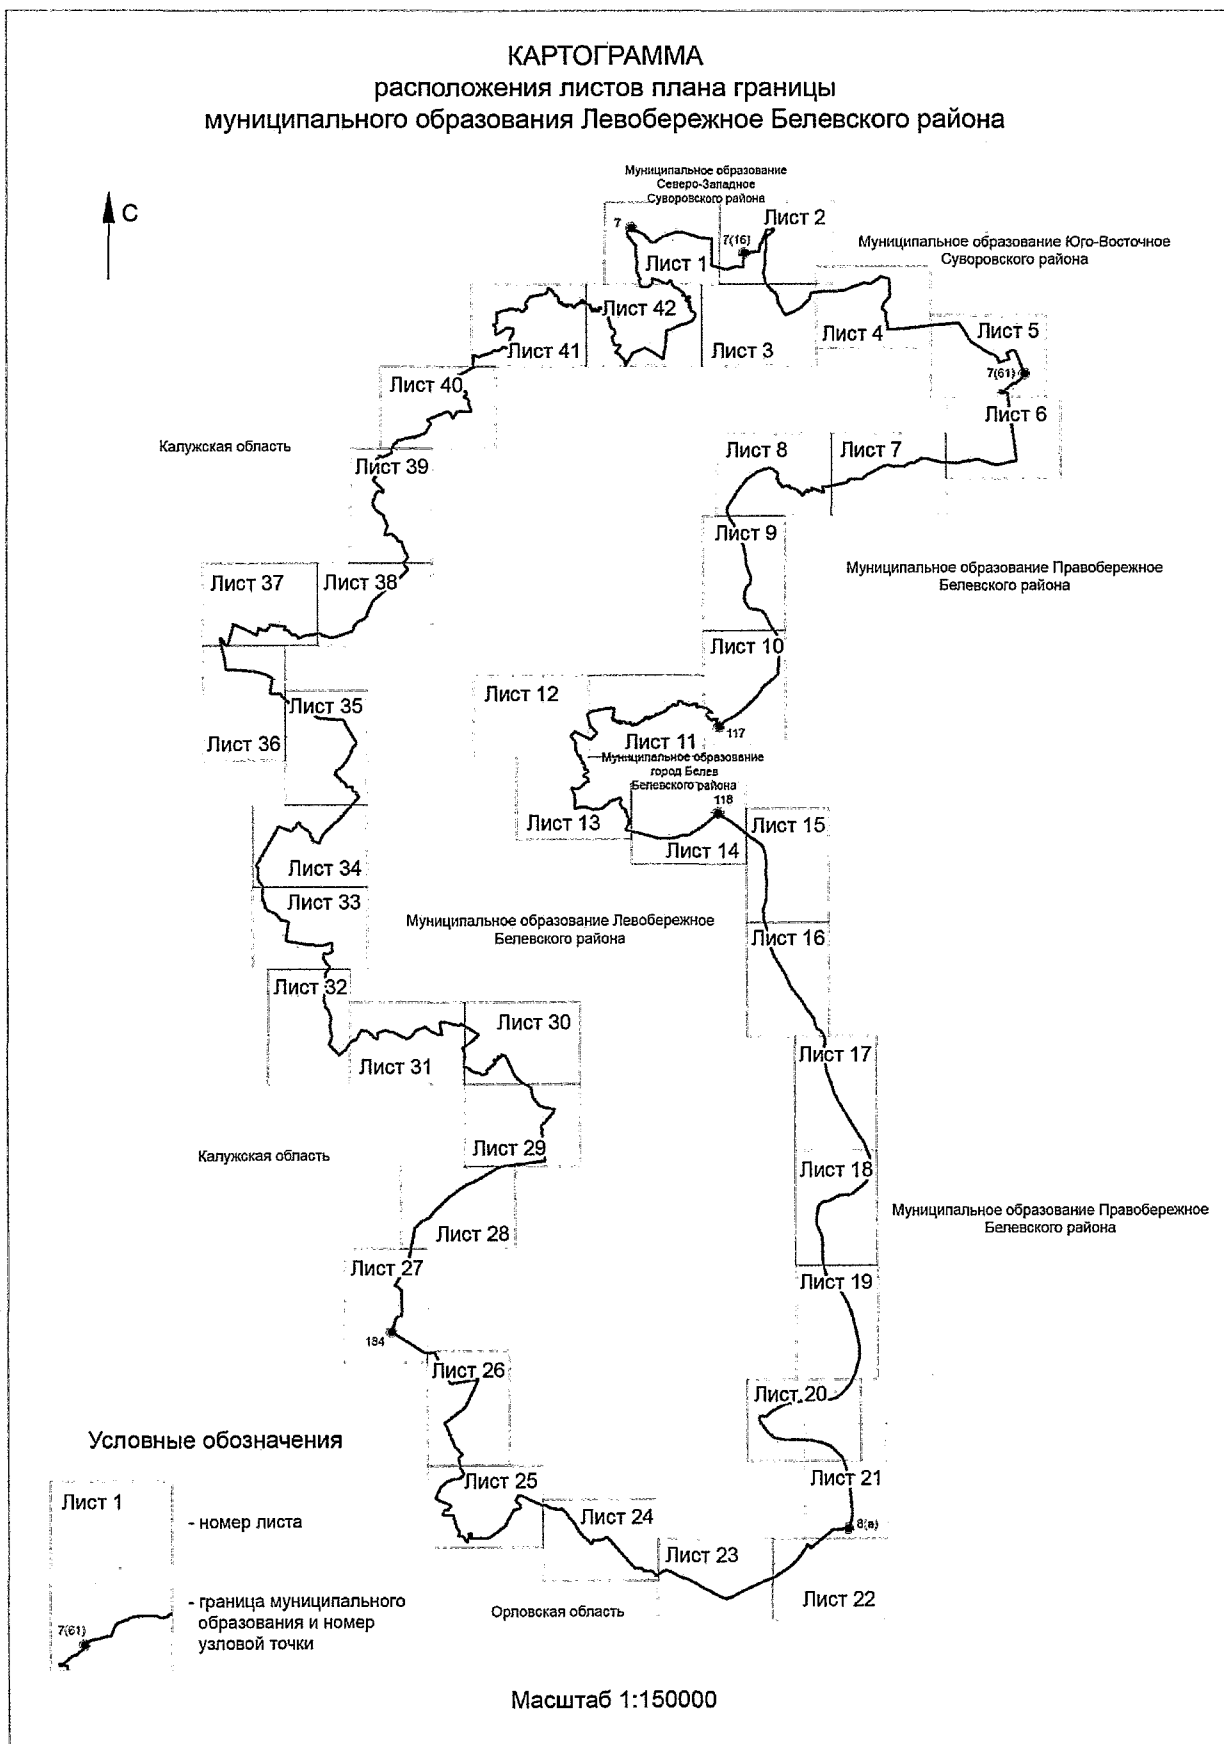 КАРТОГРАММА
расположения листов плана границы
муниципального образования Левобережное Белевского района
С
Муниципальное образование
Северо-Западное
Суворовского района
7
7(16)
Лист 2
Лист 1
Муниципальное образование Юго-Восточное
Суворовского района
Лист 42
Лист 41
Лист 3
Лист 4
Лист 5
7(61)
Лист 40
Лист 6
Калужская область
Лист 39
Лист 8
Лист 7
Лист 9
Муниципальное образование Правобережное
Белевского района
Лист 37
Лист 38
Лист 10
Лист 12
Лист 35
Лист 36
Лист 11
117
Муниципальное образование
город Белев
Белевского района
118
Лист 13
Лист 14
Лист 15
Лист 34
Лист 33
Муниципальное образование Левобережное
Белевского района
Лист 16
Лист 32
Лист 30
Лист 31
Лист 17
Лист 29
Калужская область
Лист 18
Муниципальное образование Правобережное
Белевского района
Лист 28
Лист 27
Лист 19
184
Лист 26
Лист 20
Условные обозначения
Лист 25
Лист 21
Лист 1
- номер листа
Лист 24
8(в)
Лист 23
Лист 22
Орловская область
7(61)
- граница муниципального
образования и номер
узловой точки
Масштаб 1:150000